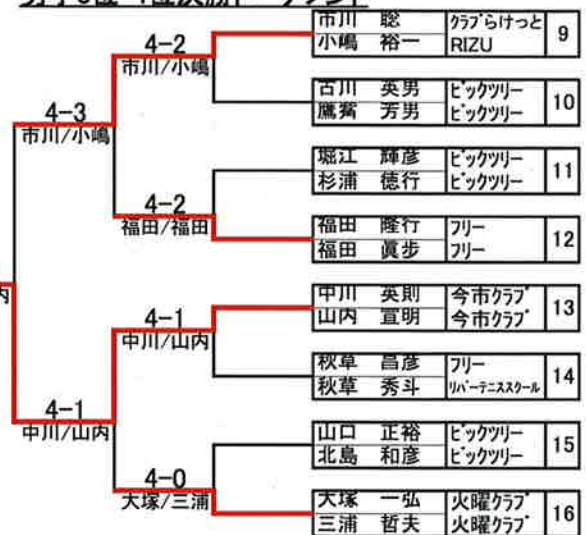 4-2
市川/小嶋
4-3
市川/小嶋
4-2
福田/福田
内
4-1
中川/山内
4-1
中川/山内
4-0
大塚/三浦
市川 聡 クラブらけっと 9
小嶋 裕一 RIZU
古川 英男 ビックツリー 10
鷹觜 芳男 ビックツリー
堀江 輝彦 ビックツリー 11
杉浦 徳行 ビックツリー
福田 隆行 フリー 12
福田 眞歩 フリー
中川 英則 今市クラブ 13
山内 宣明 今市クラブ
秋草 昌彦 フリー 14
秋草 秀斗 リバーテニススクール
山口 正裕 ビックツリー 15
北島 和彦 ビックツリー
大塚 一弘 火曜クラブ 16
三浦 哲夫 火曜クラブ